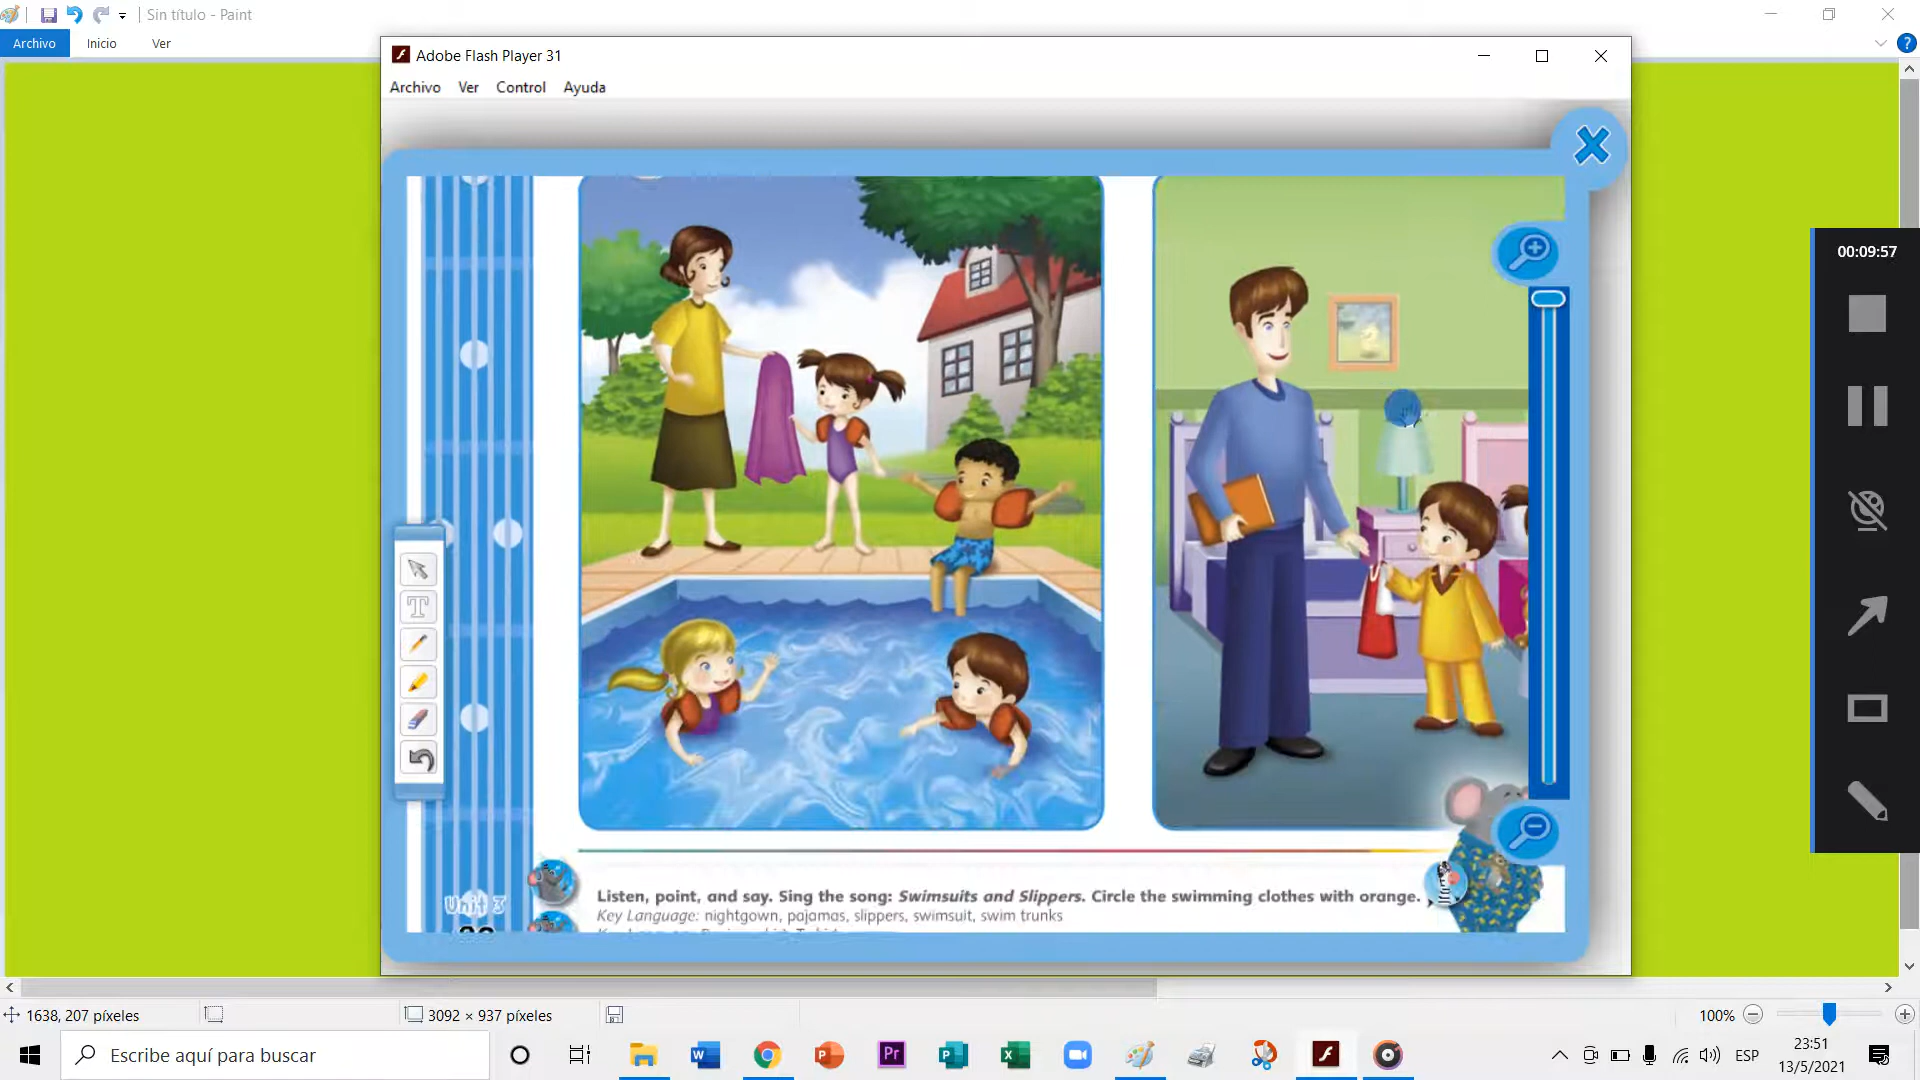 Sin título - Paint
Archivo Inicio Ver
Adobe Flash Player 31
Archivo Ver Control Ayuda
00:09:57
Listen, point, and say. Sing the song: Swimsuits and Slippers. Circle the swimming clothes with orange.
Key Language: nightgown, pajamas, slippers, swimsuit, swim trunks
Unit 3
1638, 207 píxeles
3092 × 937 píxeles
100%
Escribe aquí para buscar
ESP
23:51
13/5/2021